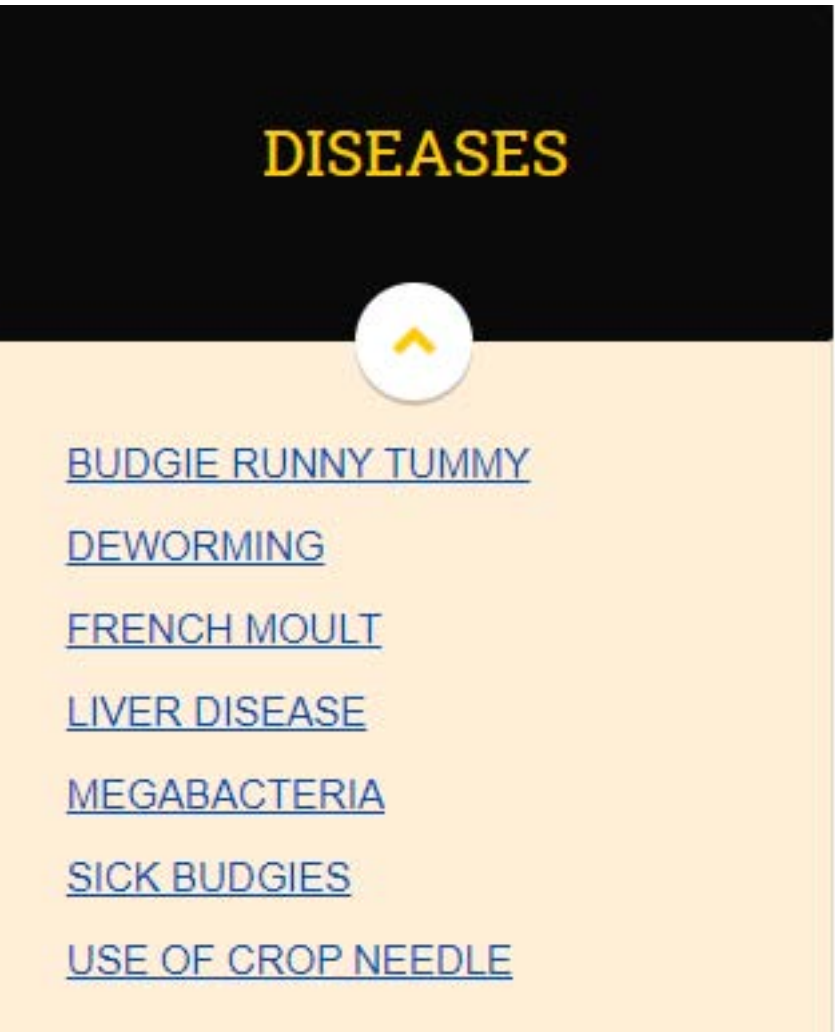 DISEASES
BUDGIE RUNNY TUMMY
DEWORMING
FRENCH MOULT
LIVER DISEASE
MEGABACTERIA
SICK BUDGIES
USE OF CROP NEEDLE